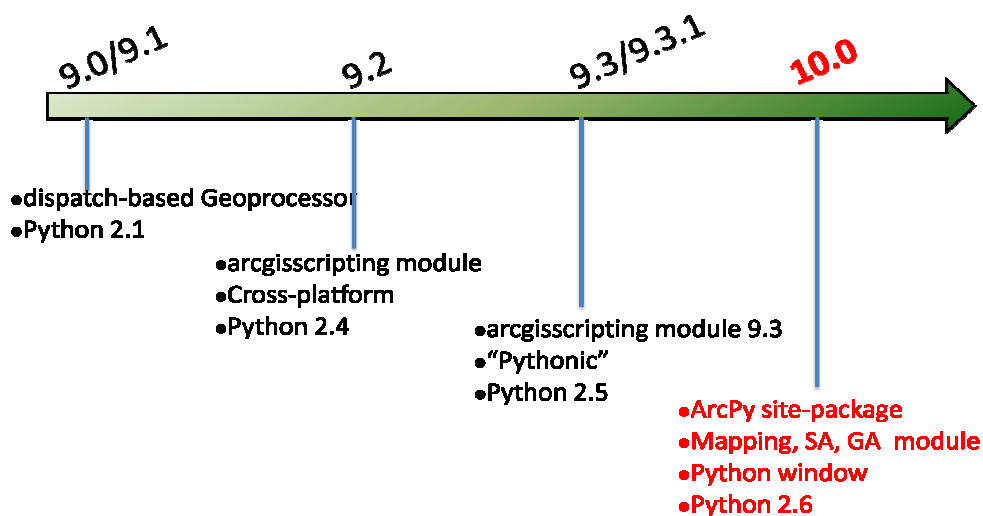 9.0/9.1
9.2
9.3/9.3.1
10.0
•dispatch-based Geoprocessor
•Python 2.1
•arcgisscripting module
•Cross-platform
•Python 2.4
•arcgisscripting module 9.3
•“Pythonic”
•Python 2.5
•ArcPy site-package
•Mapping, SA, GA  module
•Python window
•Python 2.6